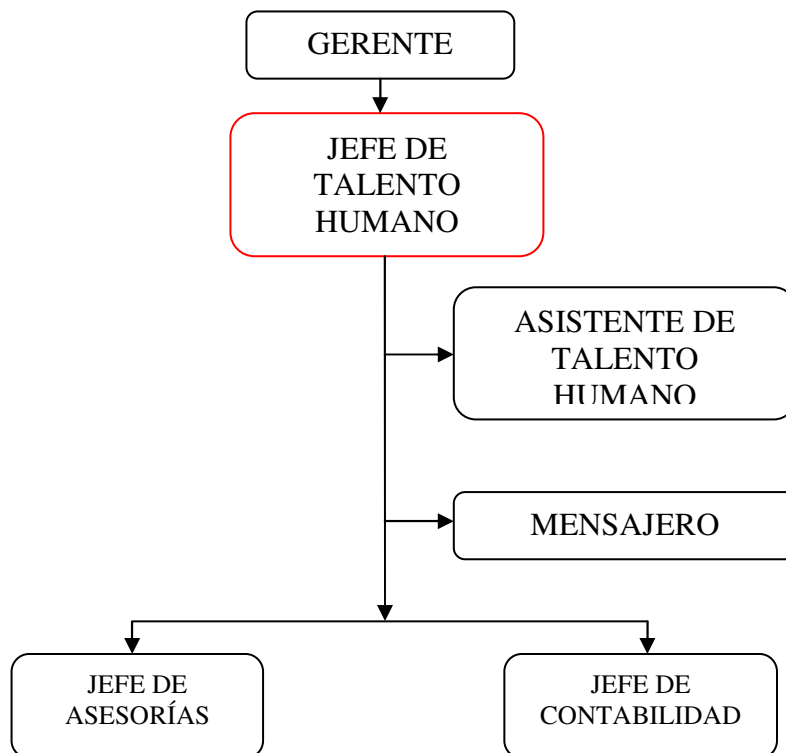 GERENTE
JEFE DE
TALENTO
HUMANO
ASISTENTE DE
TALENTO
HUMANO
MENSAJERO
JEFE DE
ASESORÍAS
JEFE DE
CONTABILIDAD